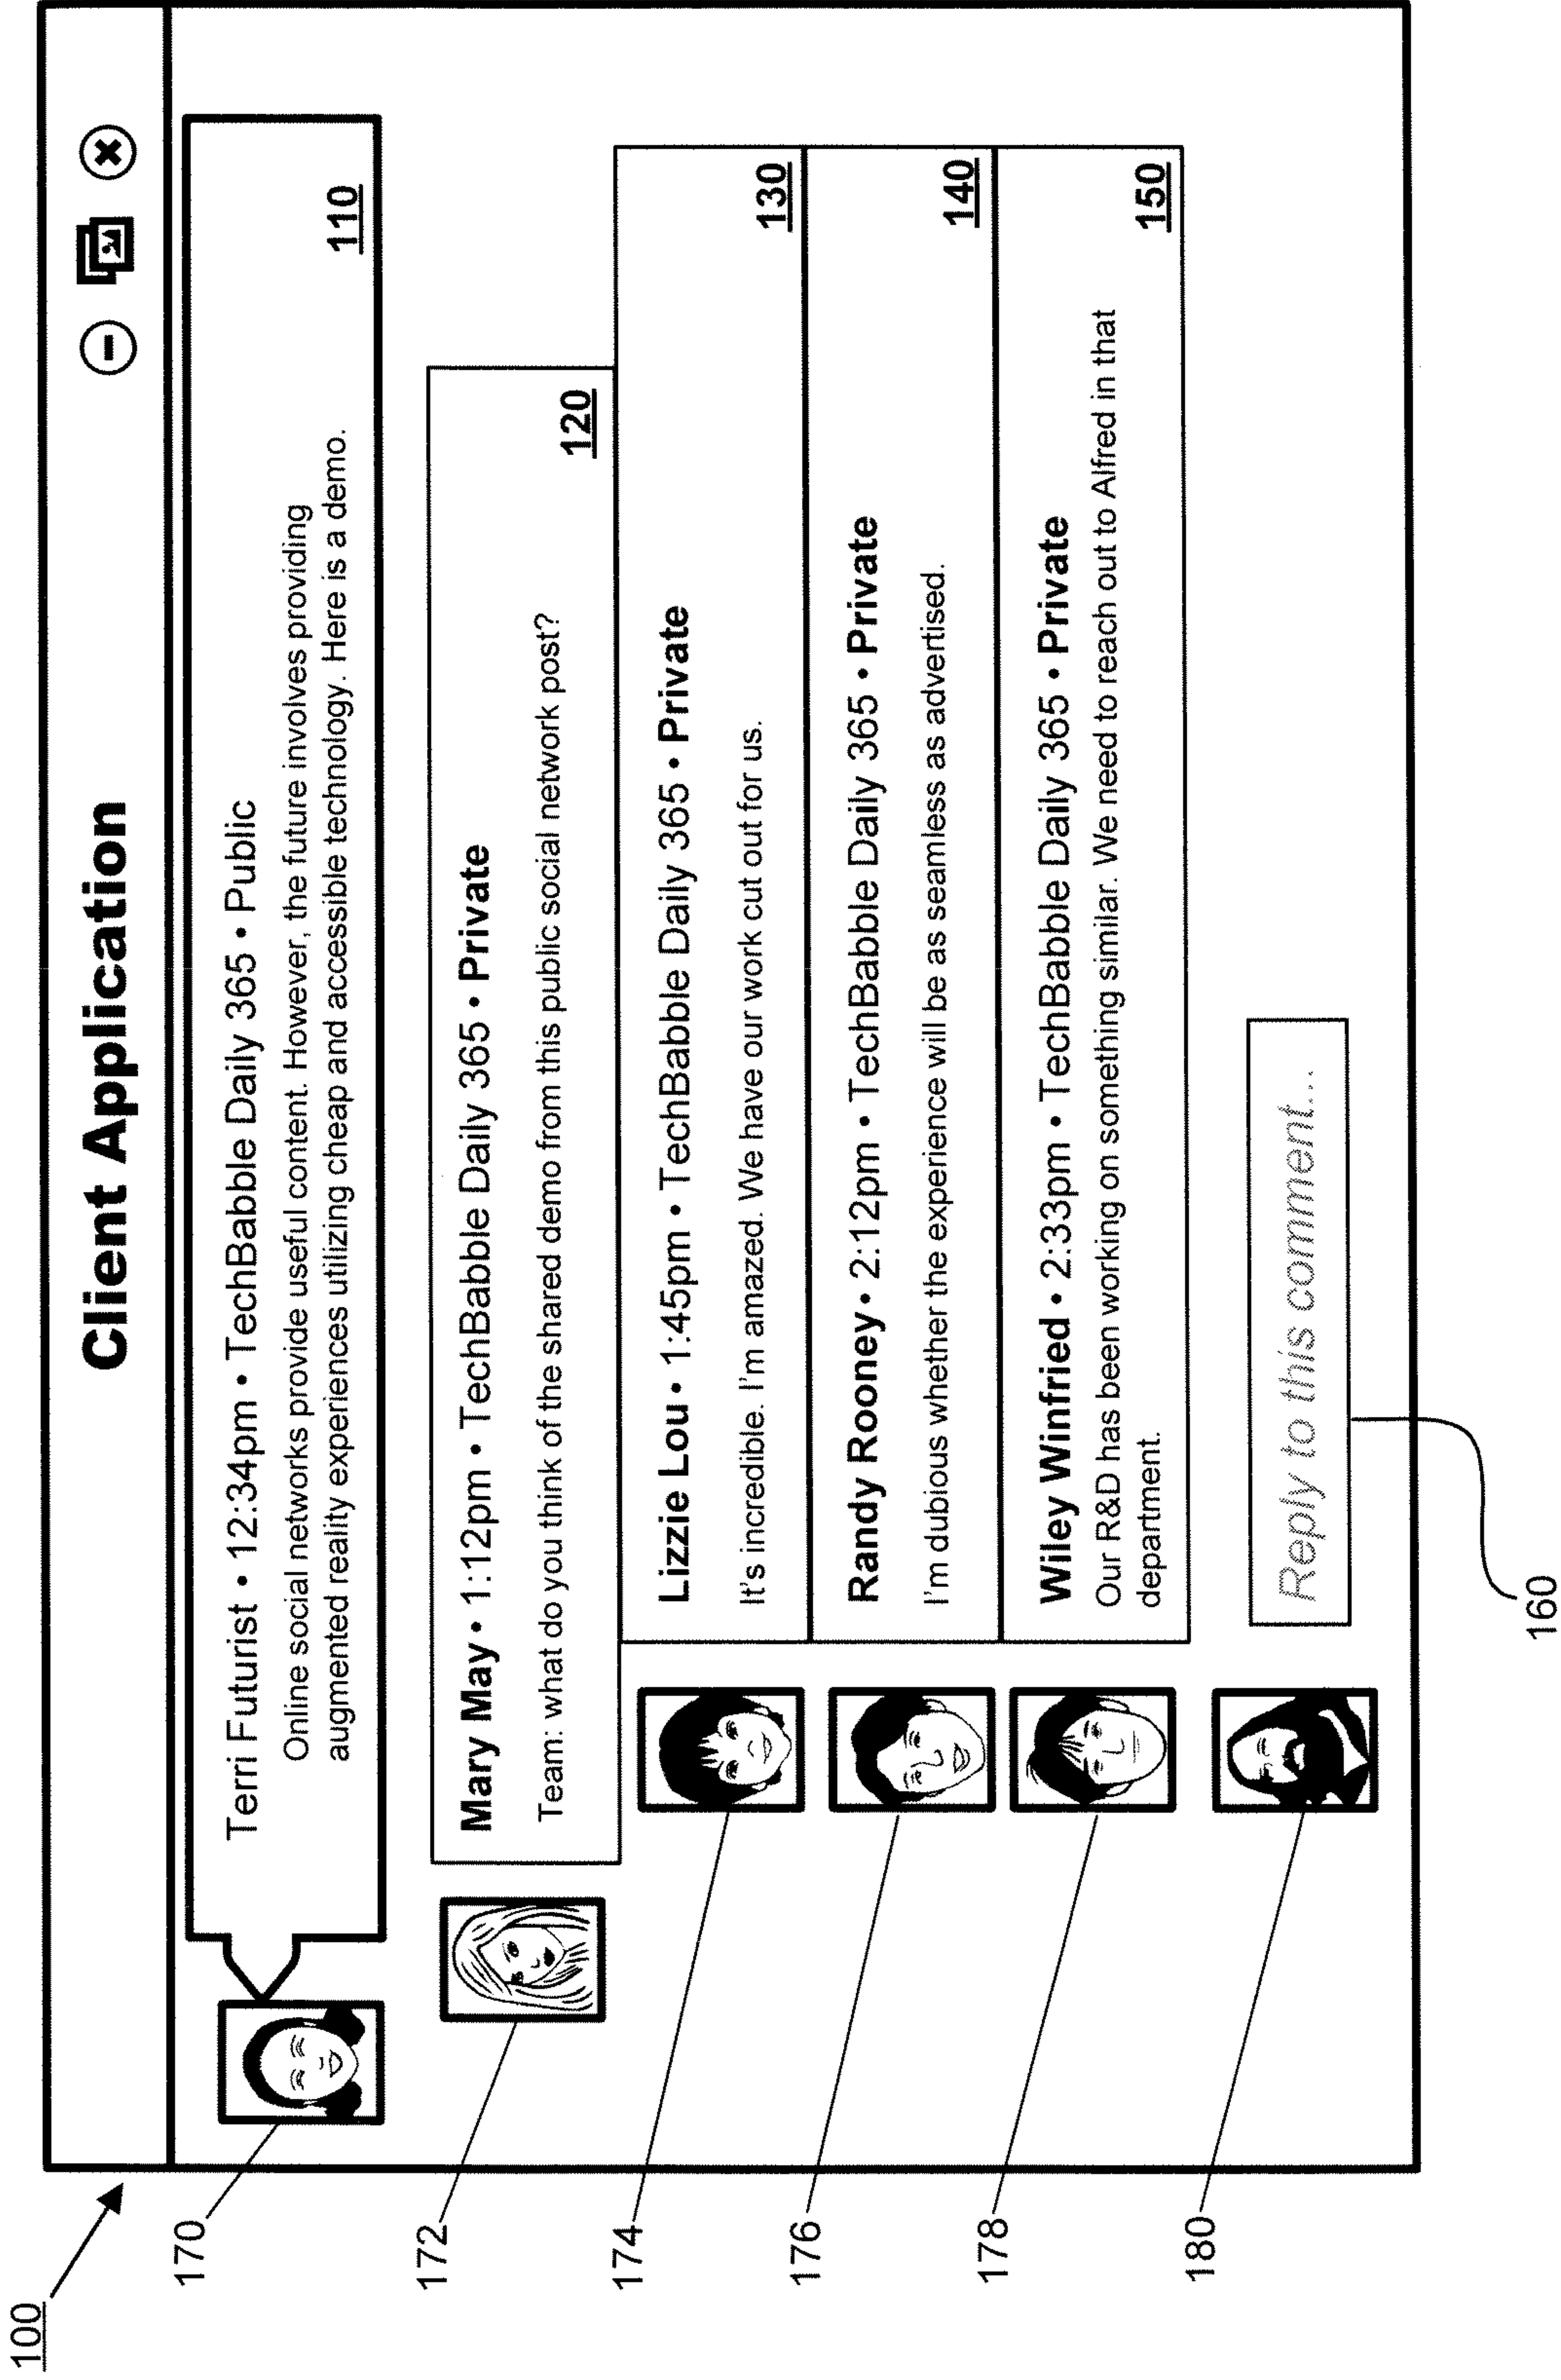 100
Client Application
170
Terri Futurist • 12:34pm • TechBabble Daily 365 • Public
Online social networks provide useful content. However, the future involves providing
augmented reality experiences utilizing cheap and accessible technology. Here is a demo.
110
172
Mary May • 1:12pm • TechBabble Daily 365 • Private
Team: what do you think of the shared demo from this public social network post?
120
174
Lizzie Lou • 1:45pm • TechBabble Daily 365 • Private
It's incredible. I'm amazed. We have our work cut out for us.
130
176
Randy Rooney • 2:12pm • TechBabble Daily 365 • Private
I'm dubious whether the experience will be as seamless as advertised.
140
178
Wiley Winfried • 2:33pm • TechBabble Daily 365 • Private
Our R&D has been working on something similar. We need to reach out to Alfred in that
department.
150
180
Reply to this comment...
160